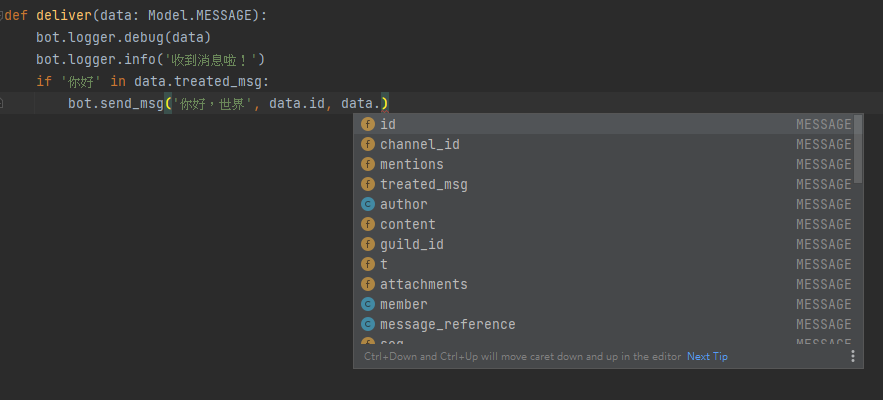 def deliver(data: Model.MESSAGE):
bot.logger.debug(data)
bot.logger.info('收到消息啦！')
if '你好' in data.treated_msg:
bot.send_msg('你好，世界', data.id, data.)
id MESSAGE
channel_id MESSAGE
mentions MESSAGE
treated_msg MESSAGE
author MESSAGE
content MESSAGE
guild_id MESSAGE
t MESSAGE
attachments MESSAGE
member MESSAGE
message_reference MESSAGE
Ctrl+Down and Ctrl+Up will move caret down and up in the editor Next Tip